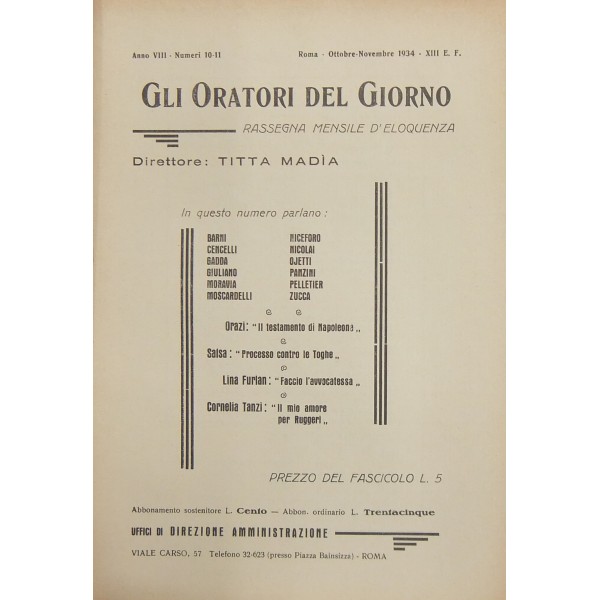 Anno VIII - Numeri 10-11
Roma - Ottobre-Novembre 1934 - XIII E. F.
GLI ORATORI DEL GIORNO
RASSEGNA MENSILE D'ELOQUENZA
Direttore: TITTA MADÌA
In questo numero parlano:
BARNI NICEFORO
CENCELLI NICOLAI
GADDA OJETTI
GIULIANO PANZINI
MORAVIA PELLETIER
MOSCARDELLI ZUCCA
Orazi: "Il testamento di Napoleone„
Salsa: "Processo contro le Toghe„
Lina Furlan: "Faccio l'avvocatessa„
Cornelia Tanzi: "Il mio amore
per Ruggeri„
PREZZO DEL FASCICOLO L. 5
Abbonamento sostenitore L. Cento — Abbon. ordinario L. Trentacinque
UFFICI DI DIREZIONE AMMINISTRAZIONE
VIALE CARSO, 57 Telefono 32-623 (presso Piazza Bainsizza) - ROMA